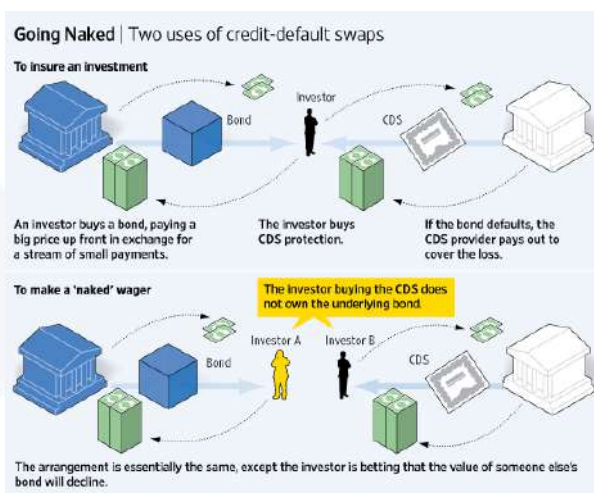 Going Naked | Two uses of credit-default swaps
To insure an investment
Investor
Bond
CDS
An investor buys a bond, paying a
big price up front in exchange for
a stream of small payments.
The investor buys
CDS protection.
If the bond defaults, the
CDS provider pays out to
cover the loss.
To make a 'naked' wager
The investor buying the CDS does
not own the underlying bond.
Investor A
Investor B
Bond
CDS
The arrangement is essentially the same, except the investor is betting that the value of someone else's
bond will decline.